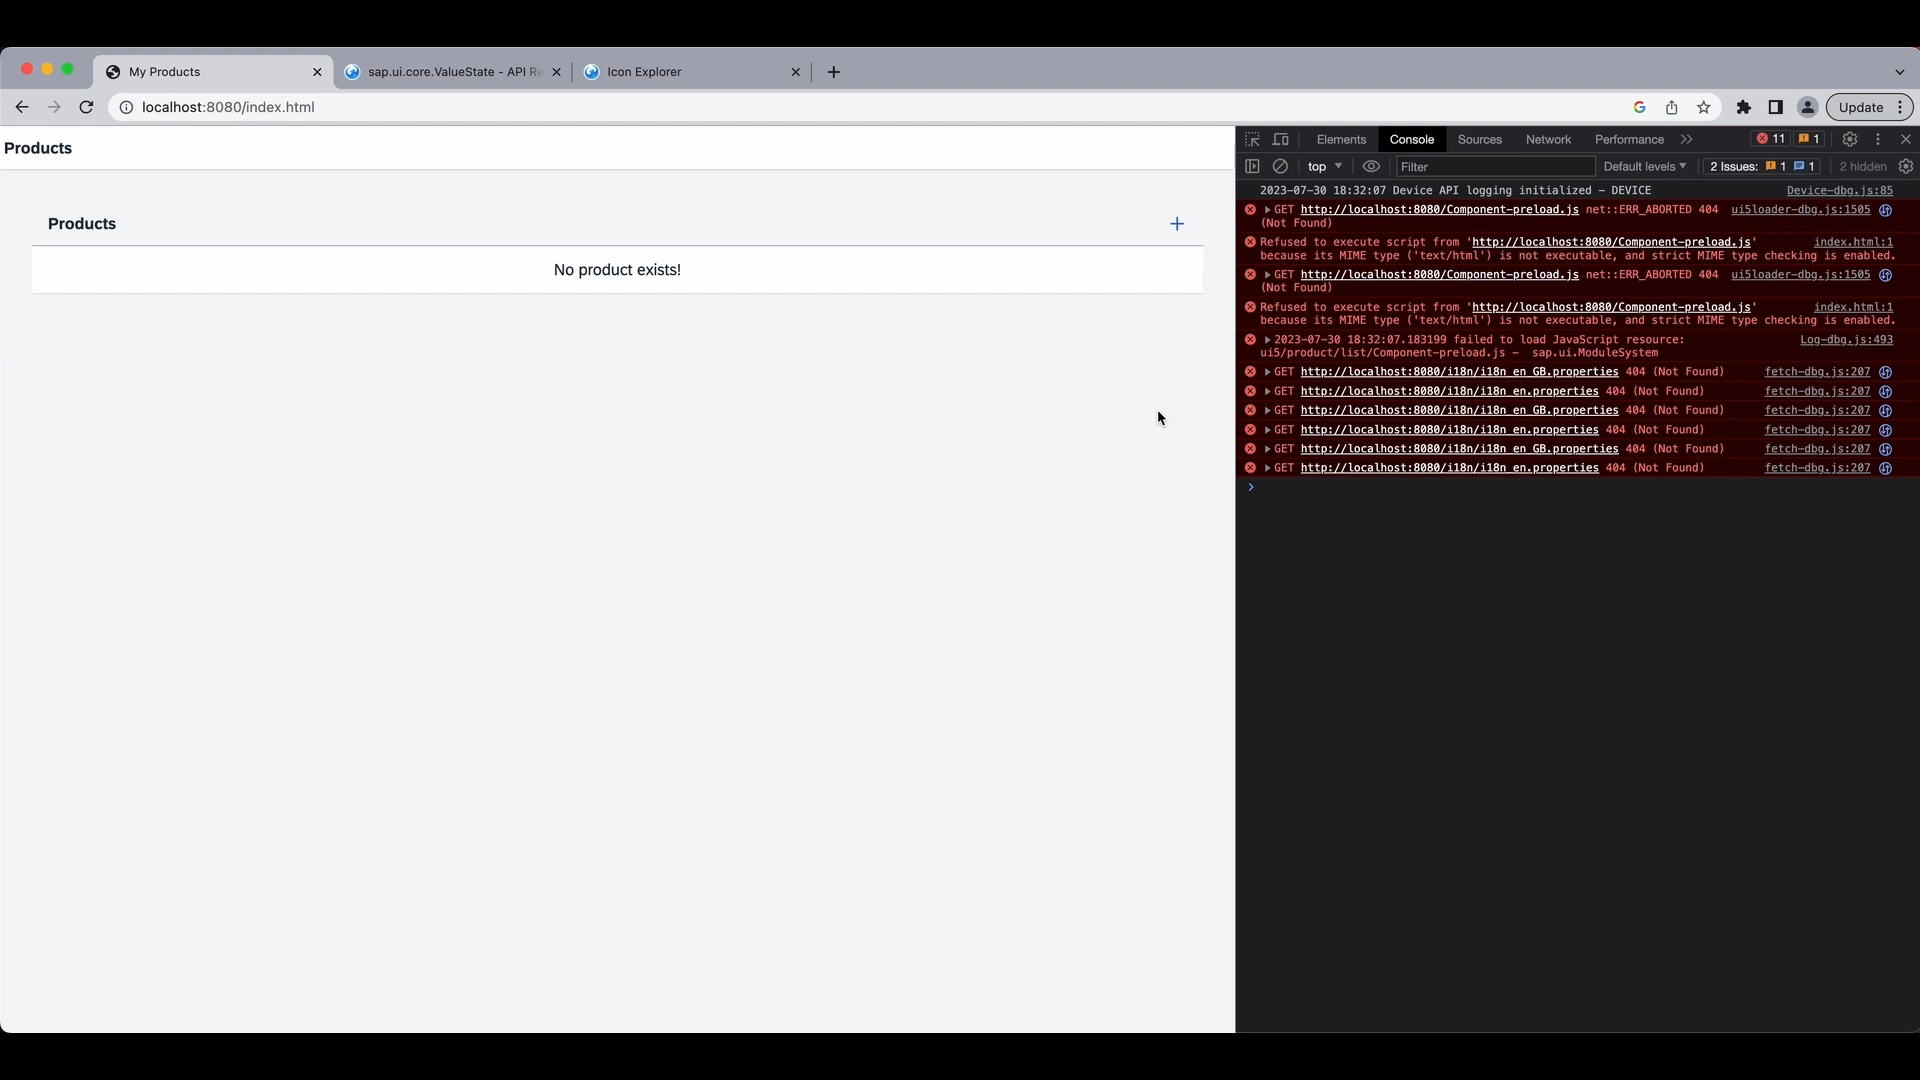 My Products
sap.ui.core.ValueState - API Re
Icon Explorer
localhost:8080/index.html
Update
Products
Products
No product exists!
Elements Console Sources Network Performance
11 1
top Filter Default levels 2 Issues: 1 1 2 hidden
2023-07-30 18:32:07 Device API logging initialized – DEVICE Device-dbg.js:85
GET http://localhost:8080/Component-preload.js net::ERR_ABORTED 404 ui5loader-dbg.js:1505
(Not Found)
Refused to execute script from 'http://localhost:8080/Component-preload.js' index.html:1
because its MIME type ('text/html') is not executable, and strict MIME type checking is enabled.
GET http://localhost:8080/Component-preload.js net::ERR_ABORTED 404 ui5loader-dbg.js:1505
(Not Found)
Refused to execute script from 'http://localhost:8080/Component-preload.js' index.html:1
because its MIME type ('text/html') is not executable, and strict MIME type checking is enabled.
2023-07-30 18:32:07.183199 failed to load JavaScript resource: Log-dbg.js:493
ui5/product/list/Component-preload.js – sap.ui.ModuleSystem
GET http://localhost:8080/i18n/i18n_en_GB.properties 404 (Not Found) fetch-dbg.js:207
GET http://localhost:8080/i18n/i18n_en.properties 404 (Not Found) fetch-dbg.js:207
GET http://localhost:8080/i18n/i18n_en_GB.properties 404 (Not Found) fetch-dbg.js:207
GET http://localhost:8080/i18n/i18n_en.properties 404 (Not Found) fetch-dbg.js:207
GET http://localhost:8080/i18n/i18n_en_GB.properties 404 (Not Found) fetch-dbg.js:207
GET http://localhost:8080/i18n/i18n_en.properties 404 (Not Found) fetch-dbg.js:207